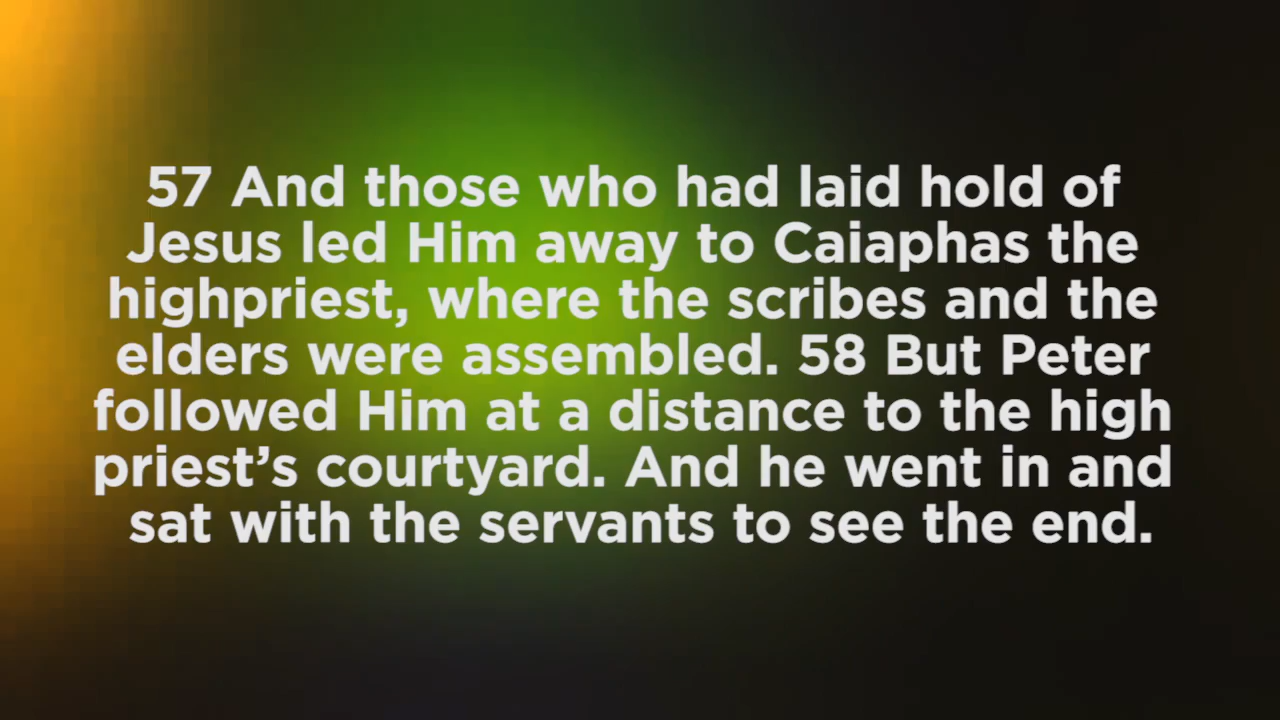 57 And those who had laid hold of
Jesus led Him away to Caiaphas the
highpriest, where the scribes and the
elders were assembled. 58 But Peter
followed Him at a distance to the high
priest’s courtyard. And he went in and
sat with the servants to see the end.